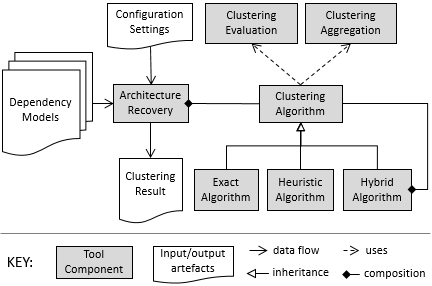 Configuration
Settings
Clustering
Evaluation
Clustering
Aggregation
Dependency
Models
Architecture
Recovery
Clustering
Algorithm
Clustering
Result
Exact
Algorithm
Heuristic
Algorithm
Hybrid
Algorithm
KEY:
Tool
Component
Input/output
artefacts
data flow
uses
inheritance
composition